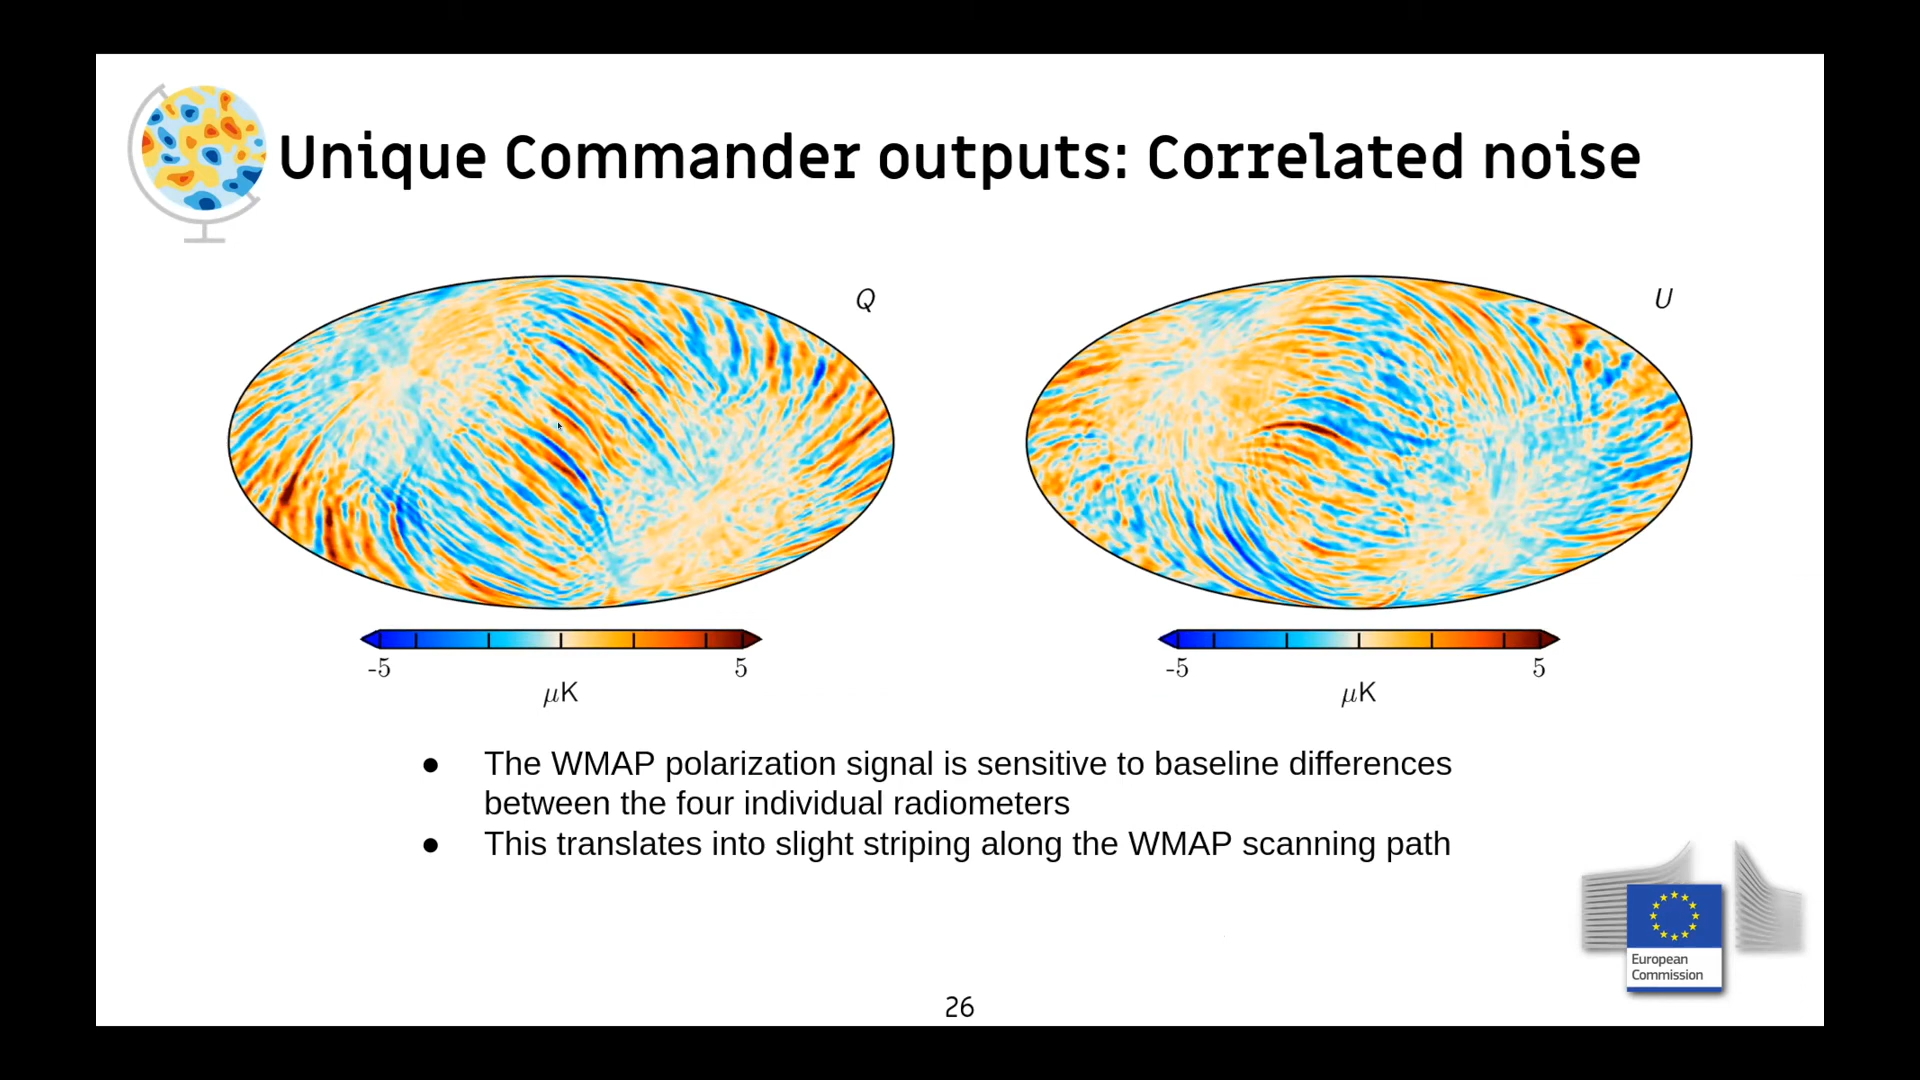 Unique Commander outputs: Correlated noise
Q
U
-5 5
μK
-5 5
μK
● The WMAP polarization signal is sensitive to baseline differences
between the four individual radiometers
● This translates into slight striping along the WMAP scanning path
European
Commission
26